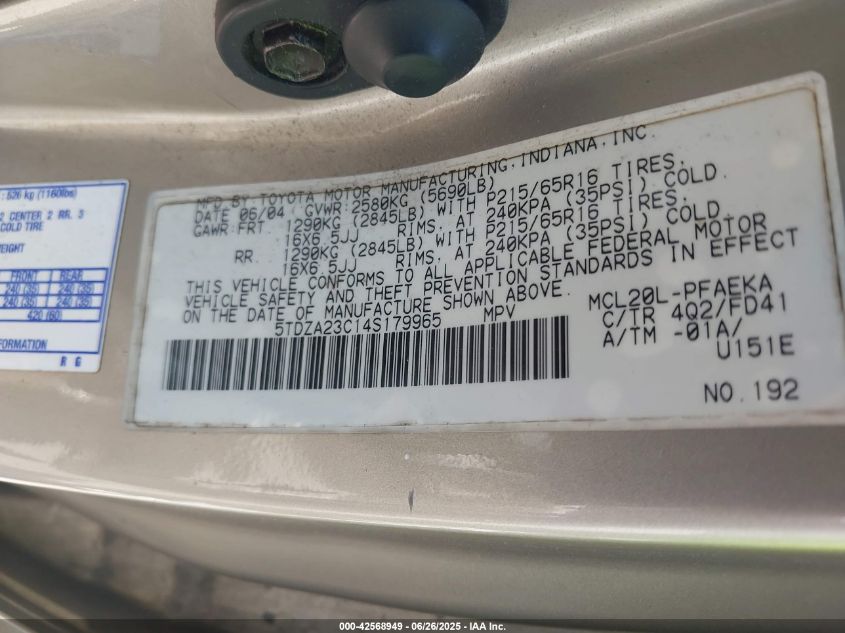 : 526 kg (1160lbs)
2 CENTER 2 RR. 3
COLD TIRE
WEIGHT
FRONT REAR
240 (35) 240 (35)
240 (35) 240 (35)
420 (60)
R G
MFD BY: TOYOTA MOTOR MANUFACTURING, INDIANA, INC.
DATE 06/04 GVWR: 2580KG (5690LB)
GAWR: FRT. 1290KG (2845LB) WITH P215/65R16 TIRES,
16X6.5JJ RIMS, AT 240KPA (35PSI) COLD.
RR. 1290KG (2845LB) WITH P215/65R16 TIRES,
16X6.5JJ RIMS, AT 240KPA (35PSI) COLD
THIS VEHICLE CONFORMS TO ALL APPLICABLE FEDERAL MOTOR
VEHICLE SAFETY AND THEFT PREVENTION STANDARDS IN EFFECT
ON THE DATE OF MANUFACTURE SHOWN ABOVE.
5TDZA23C14S179965 MPV
MCL20L-PFAEKA
C/TR 4Q2/FD41
A/TM -01A/
U151E
NO. 192
000-42568949 | 06/26/2025 - IAA Inc.